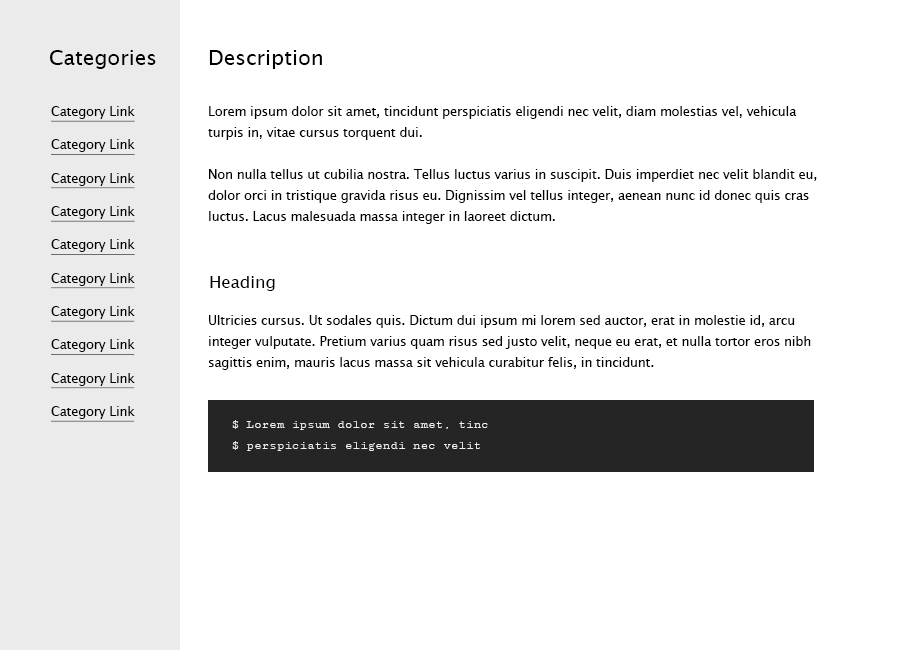 Categories
Category Link
Category Link
Category Link
Category Link
Category Link
Category Link
Category Link
Category Link
Category Link
Category Link
Description
Lorem ipsum dolor sit amet, tincidunt perspiciatis eligendi nec velit, diam molestias vel, vehicula
turpis in, vitae cursus torquent dui.
Non nulla tellus ut cubilia nostra. Tellus luctus varius in suscipit. Duis imperdiet nec velit blandit eu,
dolor orci in tristique gravida risus eu. Dignissim vel tellus integer, aenean nunc id donec quis cras
luctus. Lacus malesuada massa integer in laoreet dictum.
Heading
Ultricies cursus. Ut sodales quis. Dictum dui ipsum mi lorem sed auctor, erat in molestie id, arcu
integer vulputate. Pretium varius quam risus sed justo velit, neque eu erat, et nulla tortor eros nibh
sagittis enim, mauris lacus massa sit vehicula curabitur felis, in tincidunt.
$ Lorem ipsum dolor sit amet, tinc
$ perspiciatis eligendi nec velit